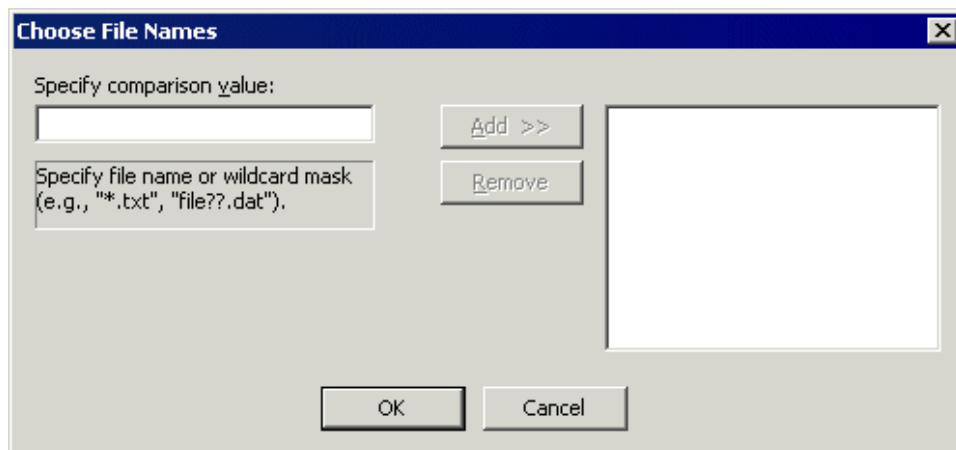 Choose File Names
Specify comparison value:
Add >>
Specify file name or wildcard mask
(e.g., "*.txt", "file??.dat").
Remove
OK
Cancel